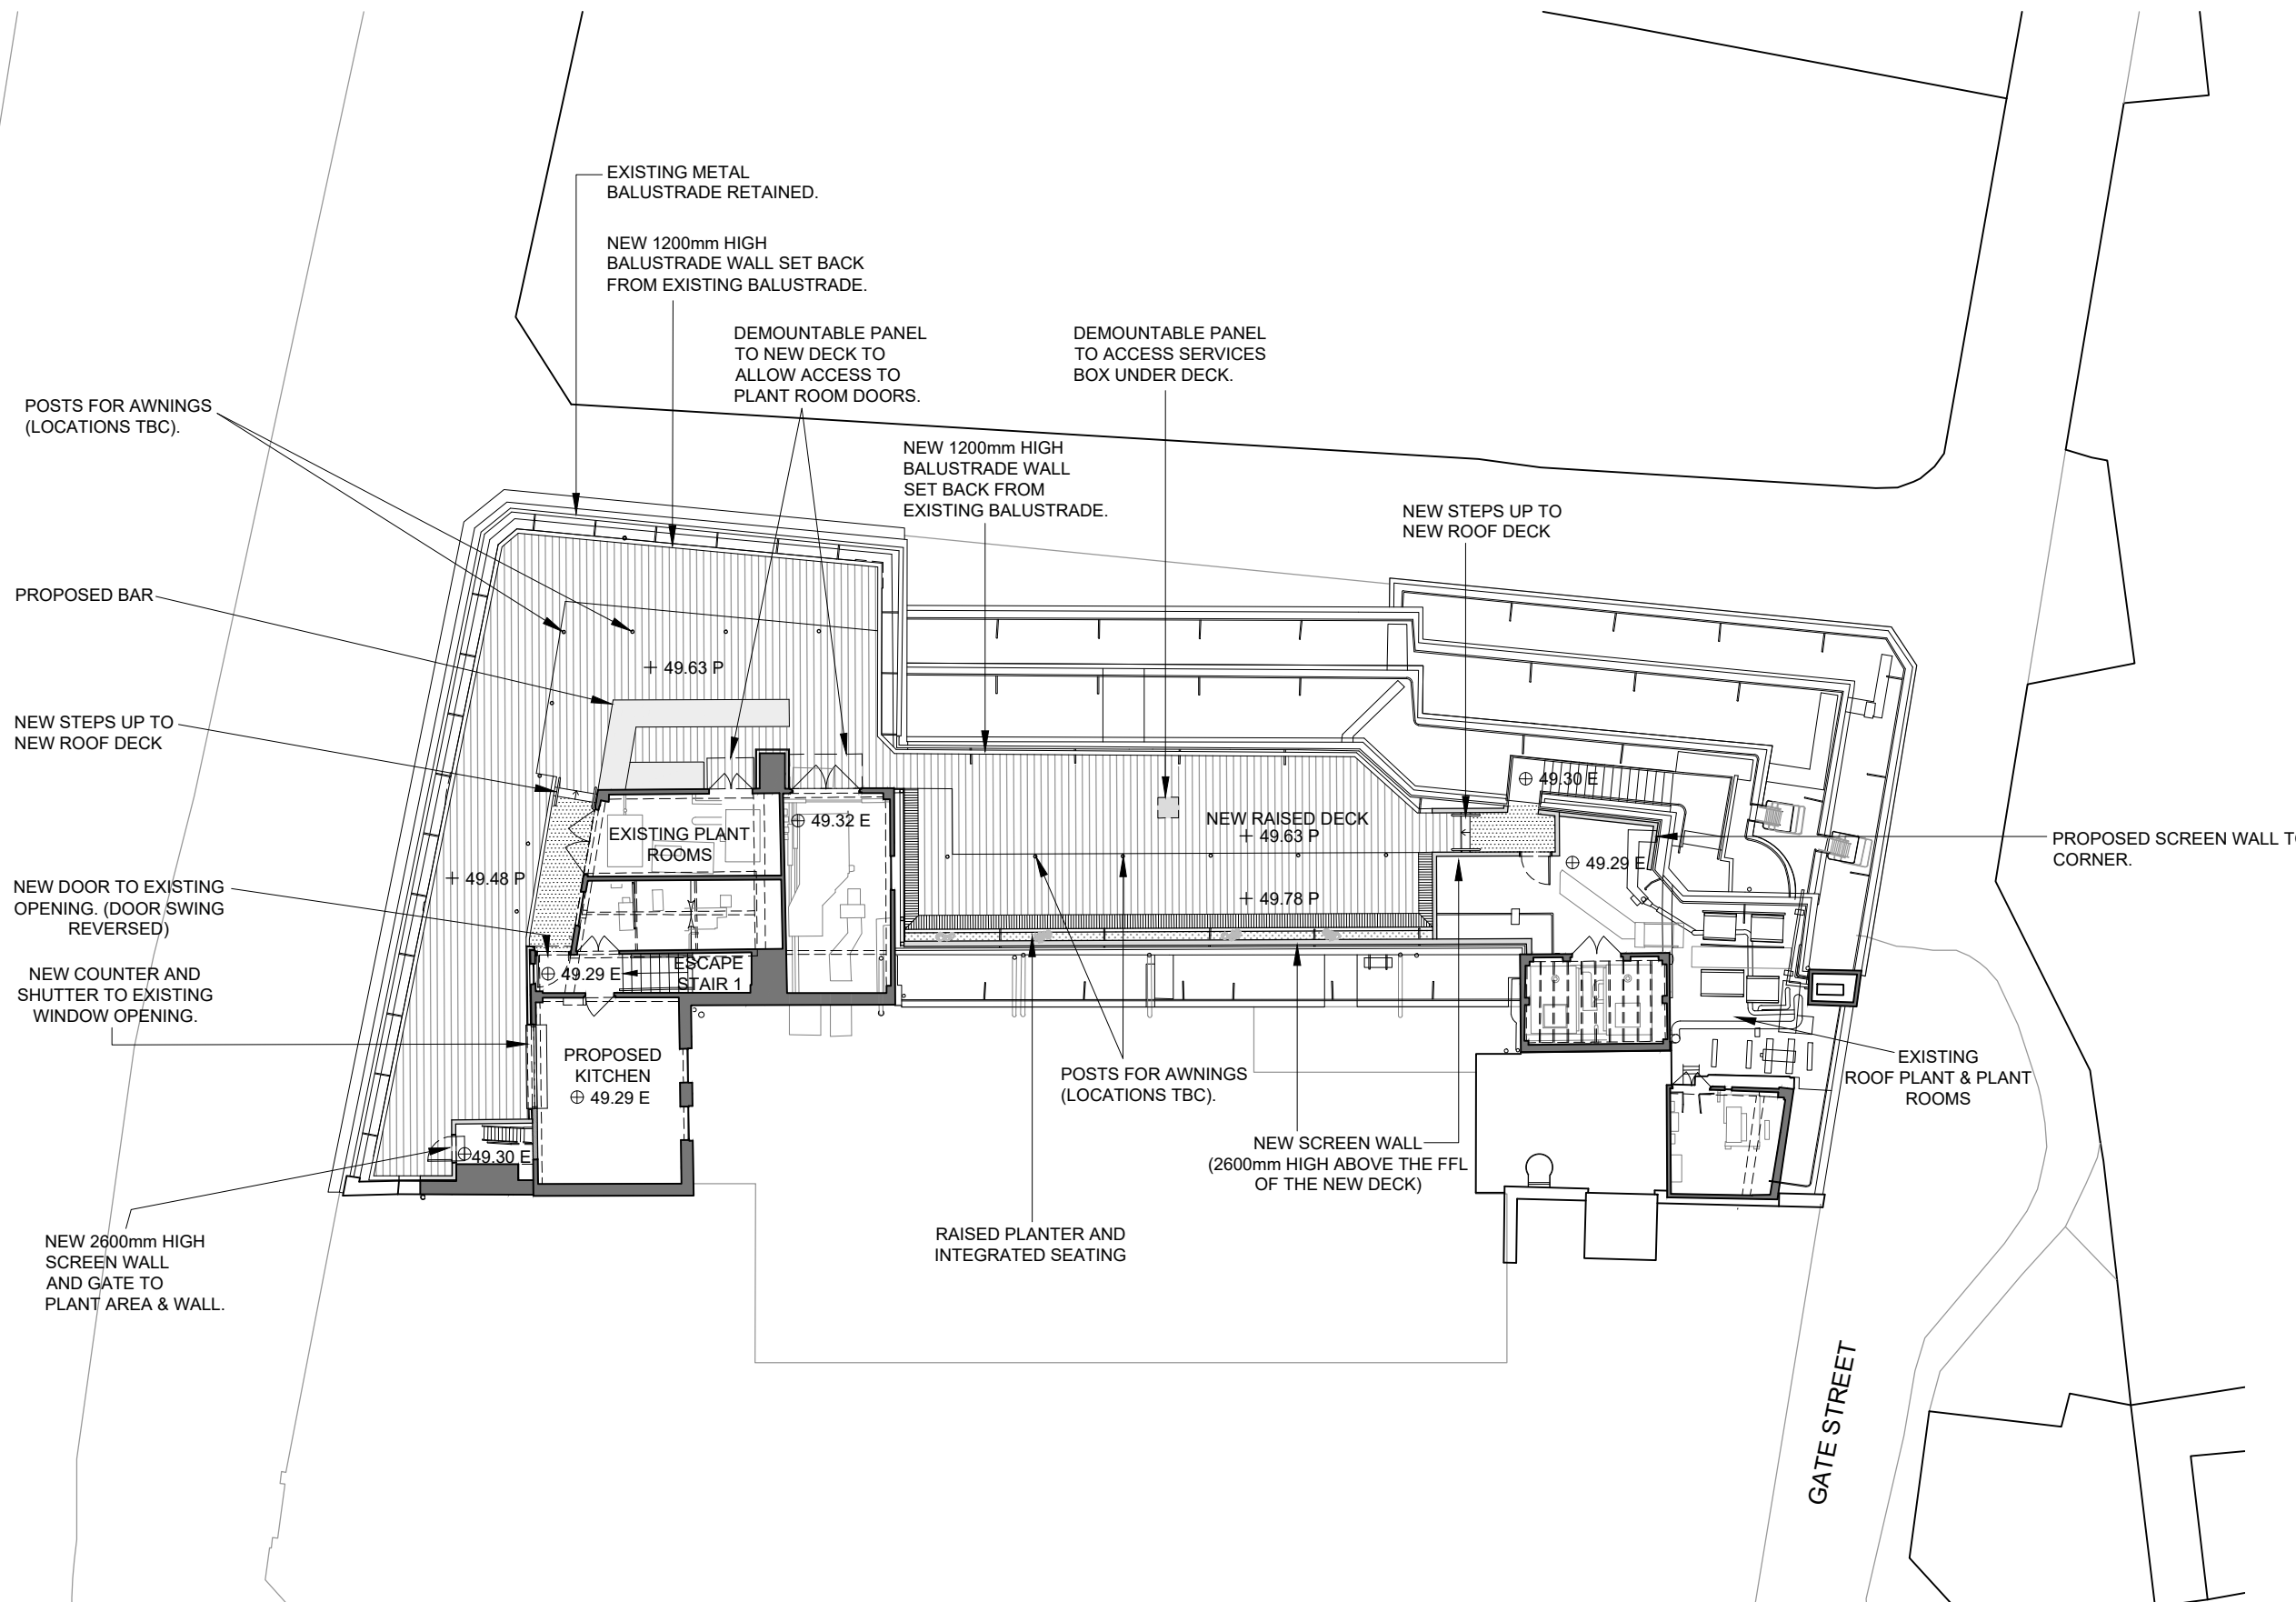 EXISTING METAL
BALUSTRADE RETAINED.
NEW 1200mm HIGH
BALUSTRADE WALL SET BACK
FROM EXISTING BALUSTRADE.
DEMOUNTABLE PANEL
TO NEW DECK TO
ALLOW ACCESS TO
PLANT ROOM DOORS.
DEMOUNTABLE PANEL
TO ACCESS SERVICES
BOX UNDER DECK.
POSTS FOR AWNINGS
(LOCATIONS TBC).
NEW 1200mm HIGH
BALUSTRADE WALL
SET BACK FROM
EXISTING BALUSTRADE.
NEW STEPS UP TO
NEW ROOF DECK
PROPOSED BAR
49.63 P
NEW STEPS UP TO
NEW ROOF DECK
49.30 E
49.32 E
NEW RAISED DECK
49.63 P
EXISTING PLANT
ROOMS
PROPOSED SCREEN WALL TO
CORNER.
49.29 E
49.48 P
NEW DOOR TO EXISTING
OPENING. (DOOR SWING
REVERSED)
49.78 P
NEW COUNTER AND
SHUTTER TO EXISTING
WINDOW OPENING.
49.29 E
ESCAPE
STAIR 1
PROPOSED
KITCHEN
49.29 E
POSTS FOR AWNINGS
(LOCATIONS TBC).
EXISTING
ROOF PLANT & PLANT
ROOMS
49.30 E
NEW SCREEN WALL
(2600mm HIGH ABOVE THE FFL
OF THE NEW DECK)
RAISED PLANTER AND
INTEGRATED SEATING
NEW 2600mm HIGH
SCREEN WALL
AND GATE TO
PLANT AREA & WALL.
GATE STREET